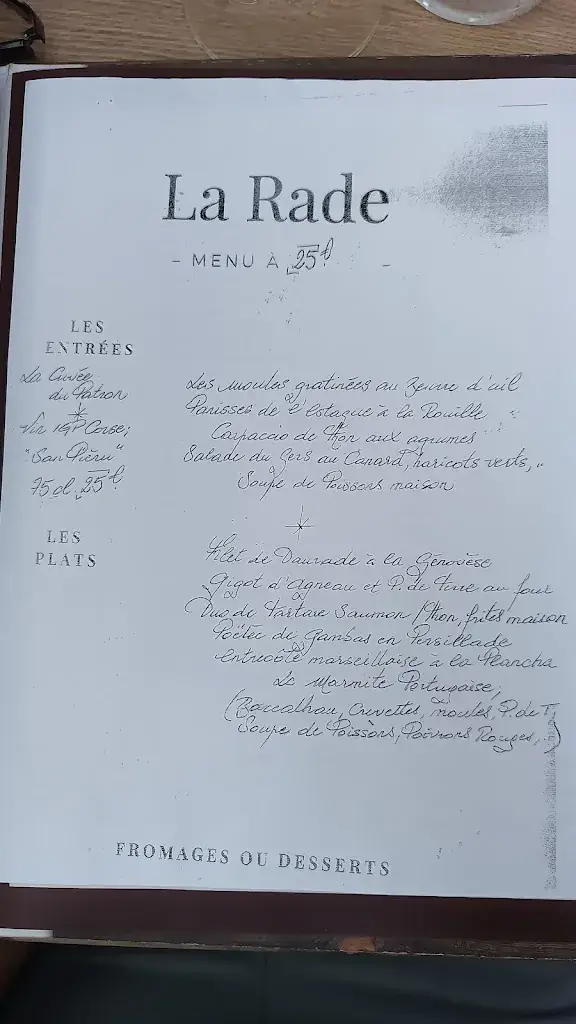 La Rade
- MENU À 25€ -
LES
ENTRÉES
La Cuvée
du Patron
Vin IGP Corse,
"San Pieru"
75 cl. 25€
Les moules gratinées au Beurre d'ail
Panisses de l'Estaque à la Rouille
Carpaccio de thon aux agrumes
Salade du Gers au Canard, haricots verts, ..
Soupe de Poissons maison
LES
PLATS
Filet de Daurade à la Génovèse
Gigot d'Agneau et P. de Terre au four
Duo de Tartare Saumon / thon, frites maison
Poëlée de Gambas en Persillade
Entrecôte marseillaise à la Plancha
La Marmite Portugaise,
(Baccalhau, Crevettes, moules, P. de T,
Soupe de Poissons, Poivrons Rouges, ..)
FROMAGES OU DESSERTS